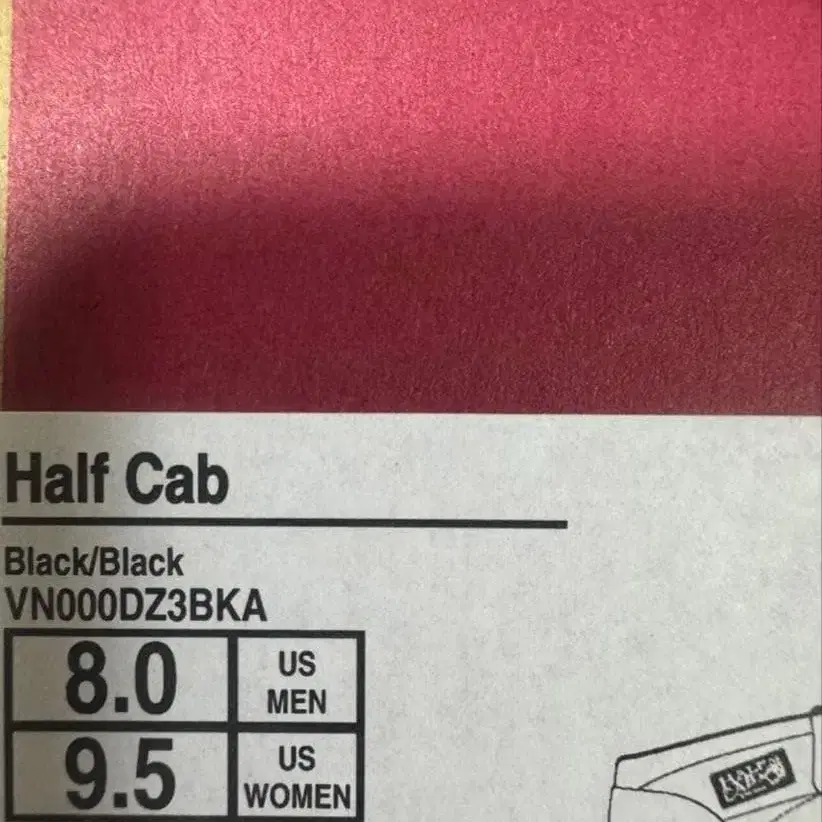 Half Cab
Black/Black
VN000DZ3BKA
8.0 US MEN
9.5 US WOMEN